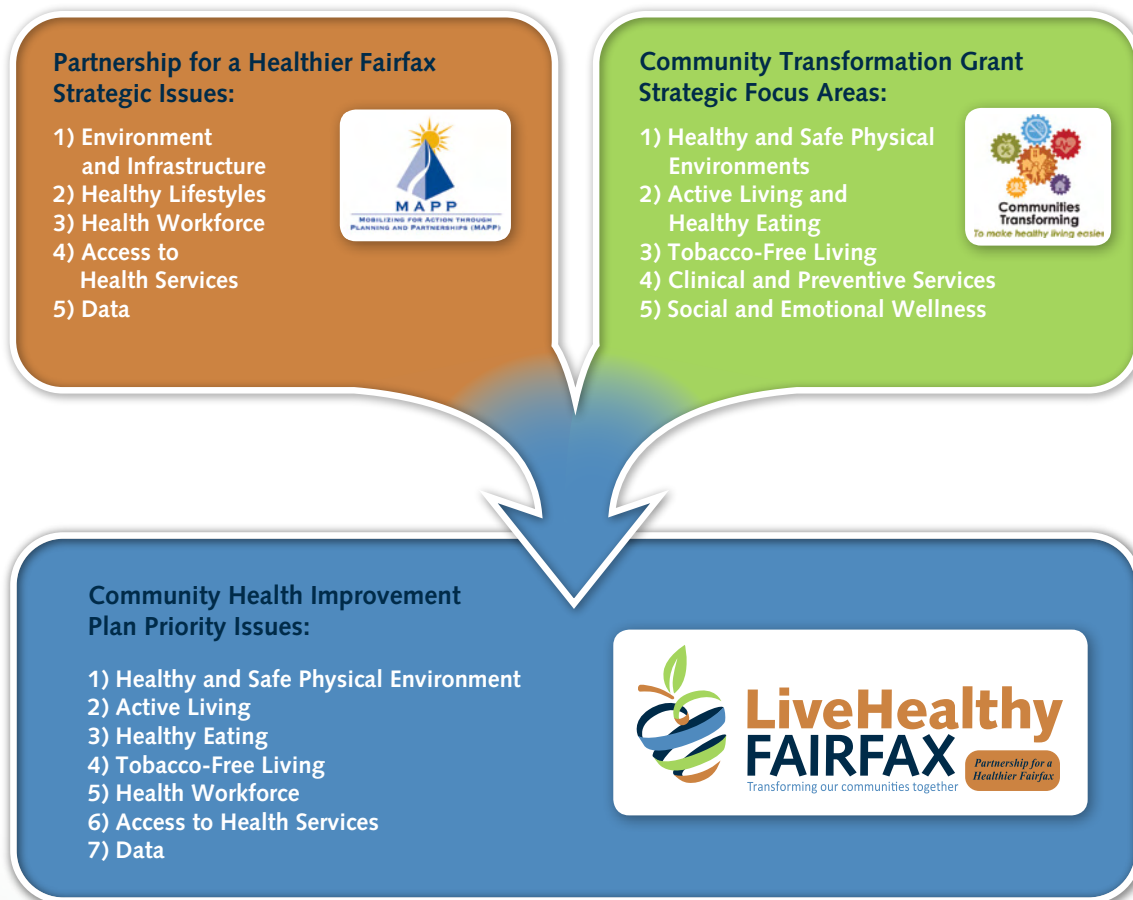 Partnership for a Healthier Fairfax
Strategic Issues:
1) Environment
and Infrastructure
2) Healthy Lifestyles
3) Health Workforce
4) Access to
Health Services
5) Data
MAPP
MOBILIZING FOR ACTION THROUGH
PLANNING AND PARTNERSHIPS (MAPP)
Community Transformation Grant
Strategic Focus Areas:
1) Healthy and Safe Physical
Environments
2) Active Living and
Healthy Eating
3) Tobacco-Free Living
4) Clinical and Preventive Services
5) Social and Emotional Wellness
Communities
Transforming
To make healthy living easier
Community Health Improvement
Plan Priority Issues:
1) Healthy and Safe Physical Environment
2) Active Living
3) Healthy Eating
4) Tobacco-Free Living
5) Health Workforce
6) Access to Health Services
7) Data
LiveHealthy
FAIRFAX
Transforming our communities together
Partnership for a
Healthier Fairfax